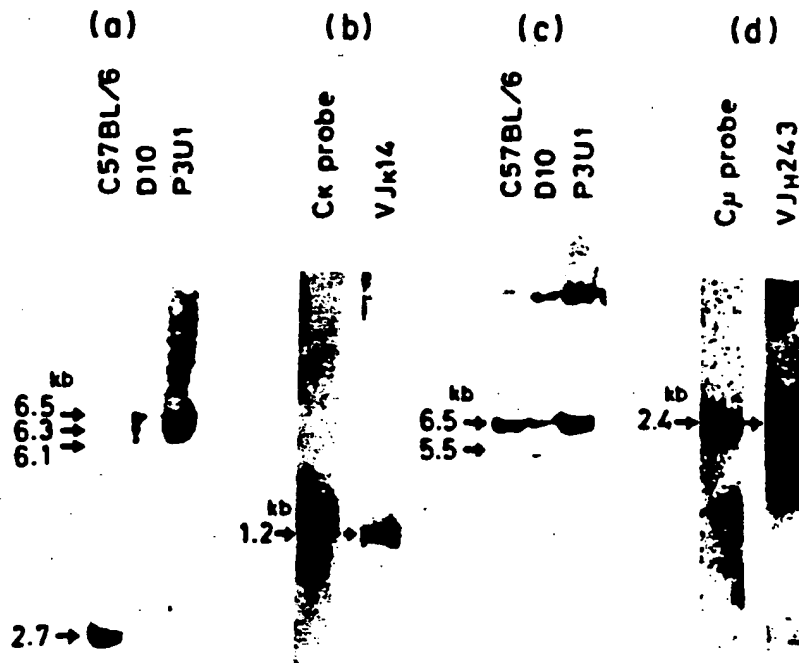 (a)
(b)
(c)
(d)
C57BL/6
D10
P3U1
Cκ probe
VJκ14
C57BL/6
D10
P3U1
Cμ probe
VJH243
kb
6.5
6.3
6.1
2.7
kb
1.2
kb
6.5
5.5
kb
2.4